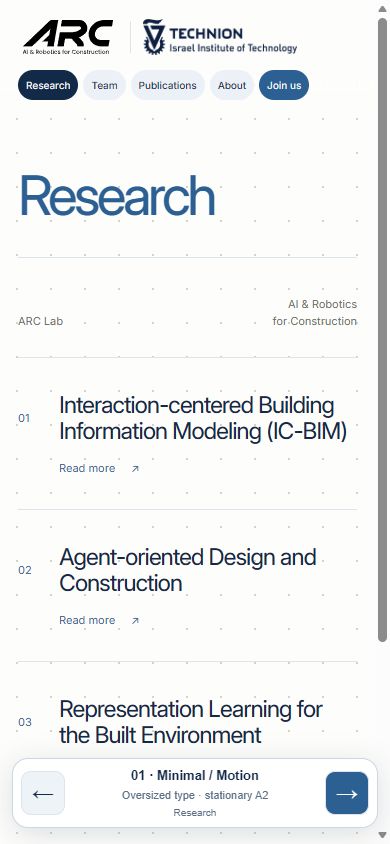 ARC
AI & Robotics for Construction
TECHNION
Israel Institute of Technology
Research
Team
Publications
About
Join us
Research
ARC Lab
AI & Robotics
for Construction
01
Interaction-centered Building
Information Modeling (IC-BIM)
Read more ↗
02
Agent-oriented Design and
Construction
Read more ↗
03
Representation Learning for
the Built Environment
←
01 · Minimal / Motion
Oversized type · stationary A2
Research
→